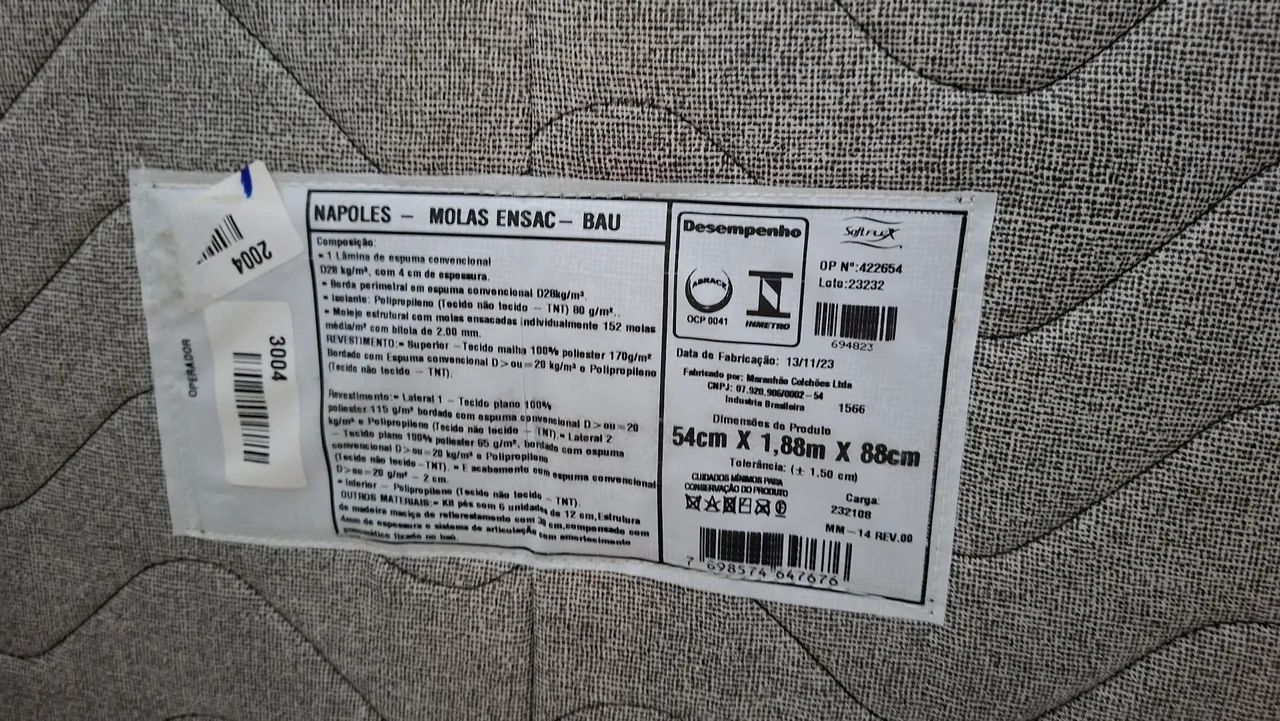 2004
OPERADOR
3004
NAPOLES - MOLAS ENSAC- BAU
Composição:
- 1 Lâmina de espuma convencional
D28 kg/m³, com 4 cm de espessura.
- Borda perimetral em espuma convencional D28kg/m³.
- Isolante: Polipropileno (Tecido não tecido - TNT) 80 g/m²..
- Molejo estrutural com molas ensacadas individualmente 152 molas
média/m² com bitola de 2.00 mm.
REVESTIMENTO:- Superior -Tecido malha 100% poliester 170g/m²
Bordado com Espuma convencional D>ou=20 kg/m³ e Polipropileno
(Tecido não tecido - TNT).
Revestimento:- Lateral 1 - Tecido plano 100%
poliester 115 g/m² bordado com espuma convencional D>ou=20
kg/m³ e Polipropileno (Tecido não Tecido - TNT).- Lateral 2
- Tecido plano 100% poliester 65 g/m², bordado com espuma
convencional D>ou=20 kg/m³ e Polipropileno
(Tecido não tecido - TNT). - E acabamento com espuma convencional
D>ou=20 g/m³ - 2 cm.
- Inferior - Polipropileno (Tecido não tecido - TNT).
OUTROS MATERIAIS:- Kit pés com 6 unidades de 12 cm,Estrutura
de madeira maciça de reflorestamento com cm,compensado com
4mm de espessura e sistema de articulação com amortecimento
pneumático fixado no baú.
Desempenho
ABRACE
OCP 0041
INMETRO
SoftFlex
OP Nº:422654
Lote:23232
694823
Data de Fabricação: 13/11/23
Fabricado por: Maranhão Colchões Ltda
CNPJ: 07.920.906/0002-54
Industria Brasileira
1566
Dimensões do Produto
54cm X 1,88m X 88cm
Tolerância: (± 1,50 cm)
CUIDADOS MÍNIMOS PARA
CONSERVAÇÃO DO PRODUTO
Carga:
232108
MM-14 REV.00
7 698574 647676